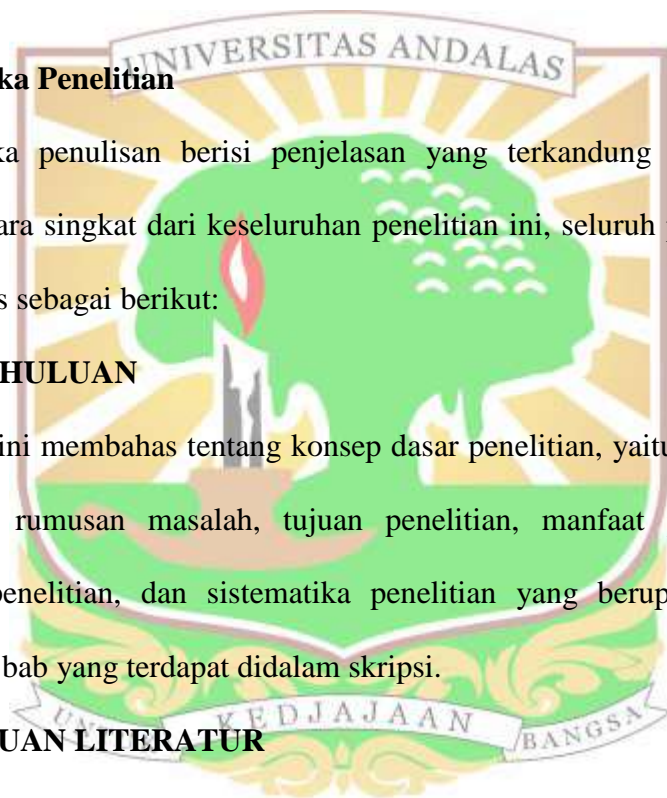 UNIVERSITAS ANDALAS
ka Penelitian
ka penulisan berisi penjelasan yang terkandung
ara singkat dari keseluruhan penelitian ini, seluruh
s sebagai berikut:
HULUAN
ini membahas tentang konsep dasar penelitian, yaitu
rumusan masalah, tujuan penelitian, manfaat
penelitian, dan sistematika penelitian yang berup
bab yang terdapat didalam skripsi.
UNTUK KEDJAJAAN BANGSA
UAN LITERATUR